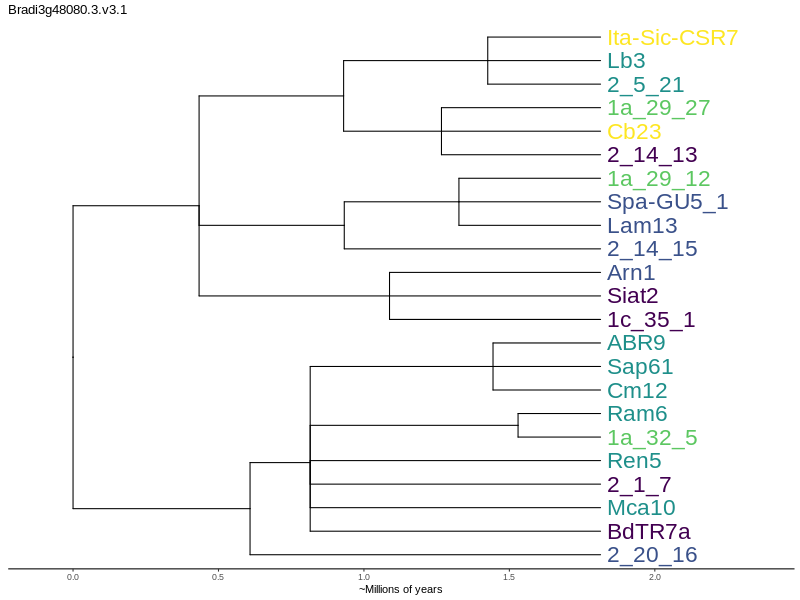 Bradi3g48080.3.v3.1
Ita-Sic-CSR7
Lb3
2_5_21
1a_29_27
Cb23
2_14_13
1a_29_12
Spa-GU5_1
Lam13
2_14_15
Arn1
Siat2
1c_35_1
ABR9
Sap61
Cm12
Ram6
1a_32_5
Ren5
2_1_7
Mca10
BdTR7a
2_20_16
0.0 0.5 1.0 1.5 2.0
~Millions of years